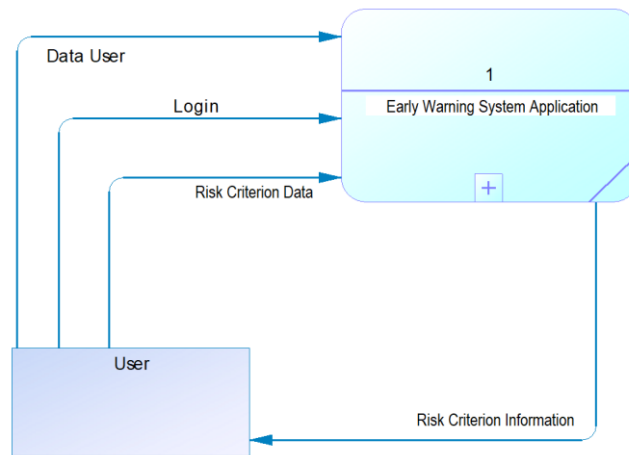 Data User
1
Early Warning System Application
Login
Risk Criterion Data
User
Risk Criterion Information